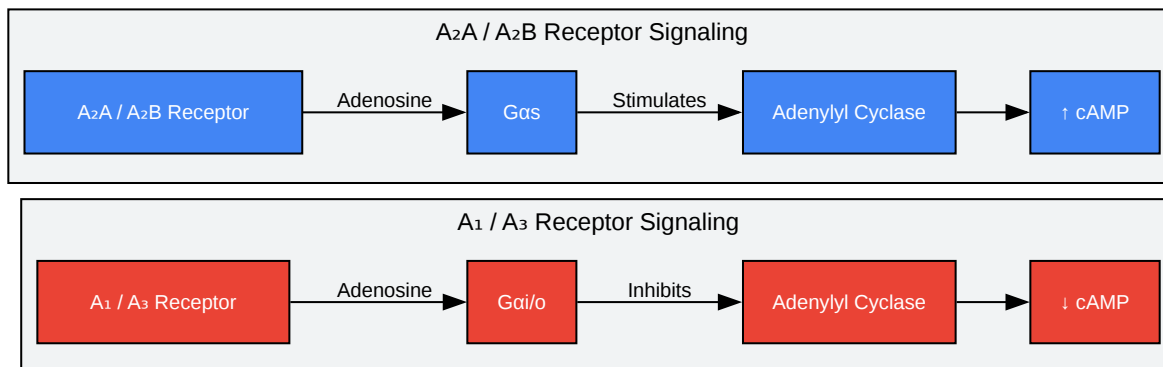 A₂A / A₂B Receptor Signaling
A₂A / A₂B Receptor
Adenosine
Gαs
Stimulates
Adenylyl Cyclase
↑ cAMP
A₁ / A₃ Receptor Signaling
A₁ / A₃ Receptor
Adenosine
Gαi/o
Inhibits
Adenylyl Cyclase
↓ cAMP